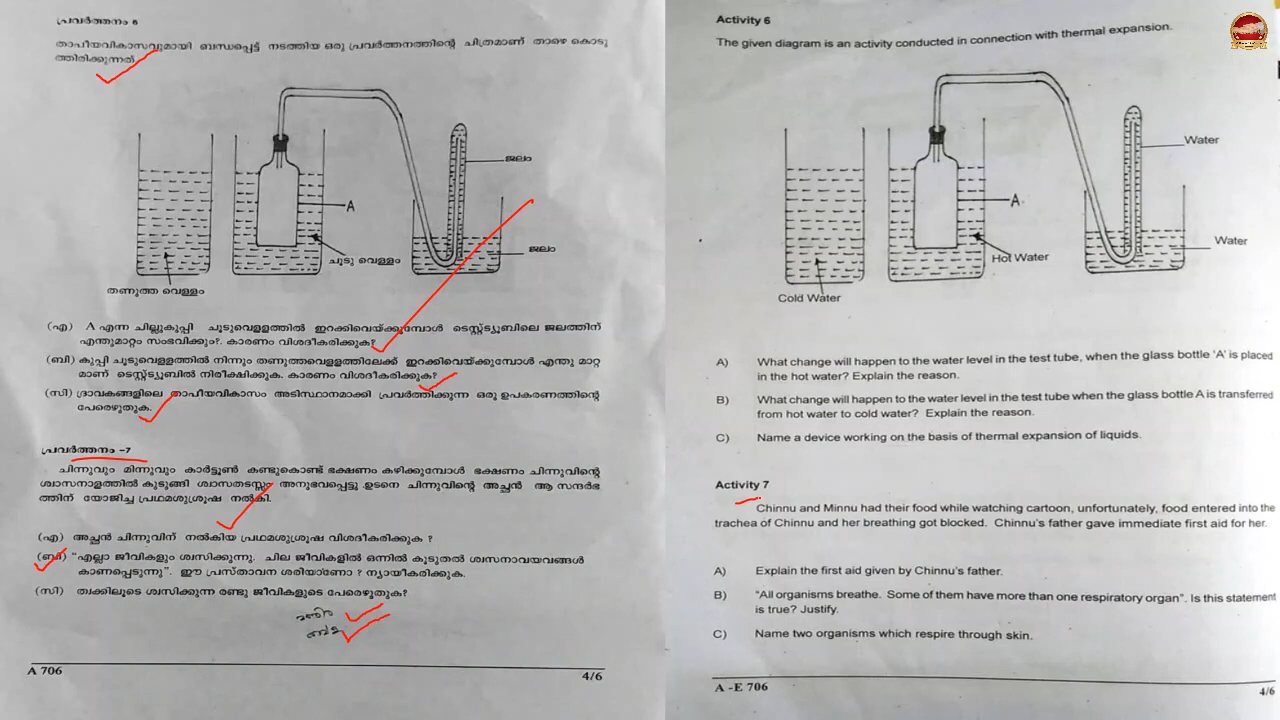 പ്രവർത്തനം 6
താപീയവികാസവുമായി ബന്ധപ്പെട്ട് നടത്തിയ ഒരു പ്രവർത്തനത്തിന്റെ ചിത്രമാണ് താഴെ കൊടു
ത്തിരിക്കുന്നത്.
ജലം
A
ജലം
ചൂടു വെള്ളം
തണുത്ത വെള്ളം
(എ) A എന്ന ചില്ലുകുപ്പി ചൂടുവെള്ളത്തിൽ ഇറക്കിവെയ്ക്കുമ്പോൾ ടെസ്റ്റ്ട്യൂബിലെ ജലത്തിന്
എന്തുമാറ്റം സംഭവിക്കും?. കാരണം വിശദീകരിക്കുക?
(ബി) കുപ്പി ചൂടുവെള്ളത്തിൽ നിന്നും തണുത്തവെള്ളത്തിലേക്ക് ഇറക്കിവെയ്ക്കുമ്പോൾ എന്തു മാറ്റ
മാണ് ടെസ്റ്റ്ട്യൂബിൽ നിരീക്ഷിക്കുക. കാരണം വിശദീകരിക്കുക?
(സി) ദ്രാവകങ്ങളിലെ താപീയവികാസം അടിസ്ഥാനമാക്കി പ്രവർത്തിക്കുന്ന ഒരു ഉപകരണത്തിന്റെ
പേരെഴുതുക.
പ്രവർത്തനം -7
ചിന്നുവും മിന്നുവും കാർട്ടൂൺ കണ്ടുകൊണ്ട് ഭക്ഷണം കഴിക്കുമ്പോൾ ഭക്ഷണം ചിന്നുവിന്റെ
ശ്വാസനാളത്തിൽ കുടുങ്ങി ശ്വാസതടസ്സം അനുഭവപ്പെട്ടു .ഉടനെ ചിന്നുവിന്റെ അച്ഛൻ ആ സന്ദർഭ
ത്തിന് യോജിച്ച പ്രഥമശുശ്രൂഷ നൽകി.
(എ) അച്ഛൻ ചിന്നുവിന് നൽകിയ പ്രഥമശുശ്രൂഷ വിശദീകരിക്കുക ?
(ബി) "എല്ലാ ജീവികളും ശ്വസിക്കുന്നു. ചില ജീവികളിൽ ഒന്നിൽ കൂടുതൽ ശ്വസനാവയവങ്ങൾ
കാണപ്പെടുന്നു". ഈ പ്രസ്താവന ശരിയാണോ ? ന്യായീകരിക്കുക.
(സി) ത്വക്കിലൂടെ ശ്വസിക്കുന്ന രണ്ടു ജീവികളുടെ പേരെഴുതുക?
A 706
4/6
Activity 6
The given diagram is an activity conducted in connection with thermal expansion.
Water
A
Water
Hot Water
Cold Water
A) What change will happen to the water level in the test tube, when the glass bottle 'A' is placed
in the hot water? Explain the reason.
B) What change will happen to the water level in the test tube when the glass bottle A is transferred
from hot water to cold water? Explain the reason.
C) Name a device working on the basis of thermal expansion of liquids.
Activity 7
Chinnu and Minnu had their food while watching cartoon, unfortunately, food entered into the
trachea of Chinnu and her breathing got blocked. Chinnu's father gave immediate first aid for her.
A) Explain the first aid given by Chinnu's father.
B) "All organisms breathe. Some of them have more than one respiratory organ". Is this statement
is true? Justify.
C) Name two organisms which respire through skin.
A -E 706
4/6